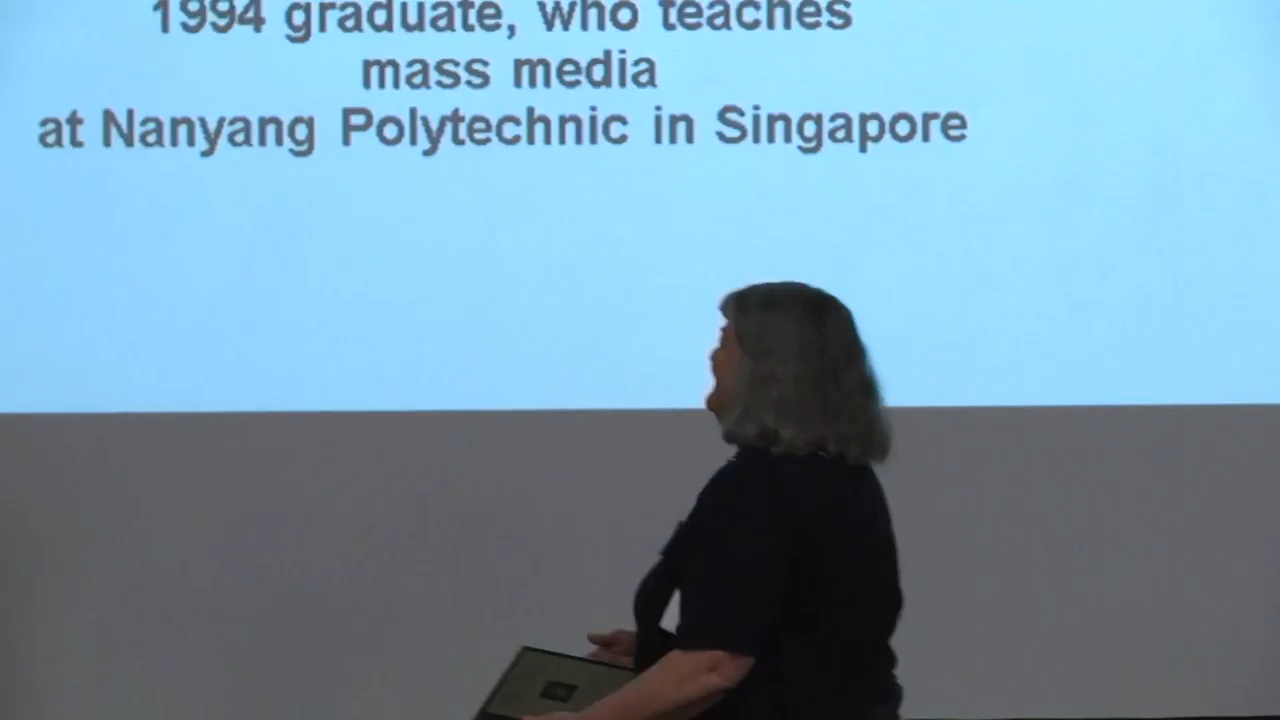 1994 graduate, who teaches
mass media
at Nanyang Polytechnic in Singapore